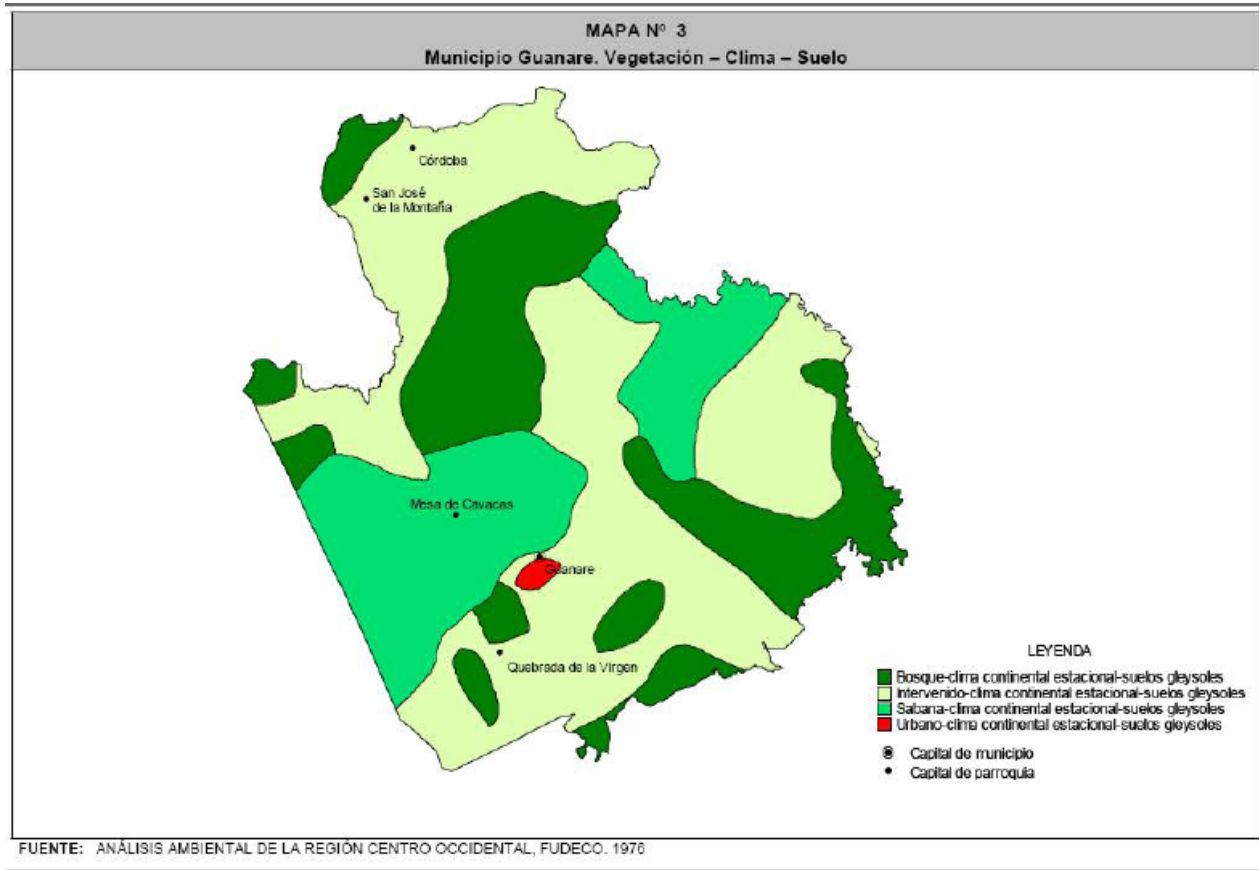 MAPA Nº 3
Municipio Guanare. Vegetación – Clima – Suelo
Córdoba
San José
de la Montaña
Mesa de Cavacas
Guanare
Quebrada de la Virgen
LEYENDA
Bosque-clima continental estacional-suelos gleysoles
Intervenido-clima continental estacional-suelos gleysoles
Sabana-clima continental estacional-suelos gleysoles
Urbano-clima continental estacional-suelos gleysoles
Capital de municipio
Capital de parroquia
FUENTE: ANÁLISIS AMBIENTAL DE LA REGIÓN CENTRO OCCIDENTAL, FUDECO. 1976